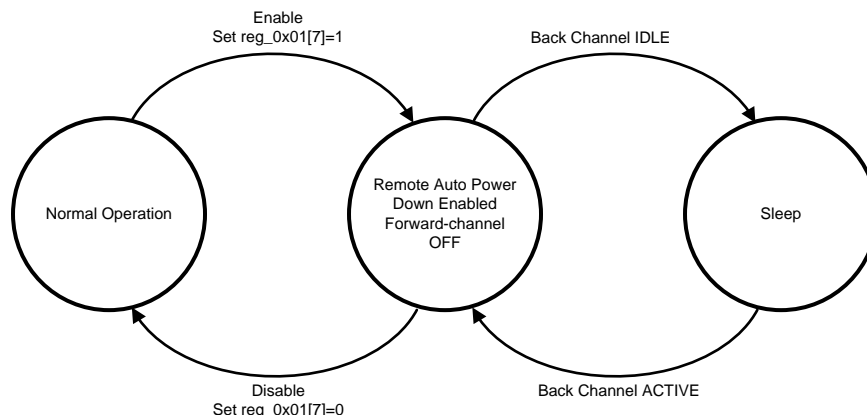 Enable
Set reg_0x01[7]=1
Back Channel IDLE
Normal Operation
Remote Auto Power
Down Enabled
Forward-channel
OFF
Sleep
Disable
Set reg_0x01[7]=0
Back Channel ACTIVE